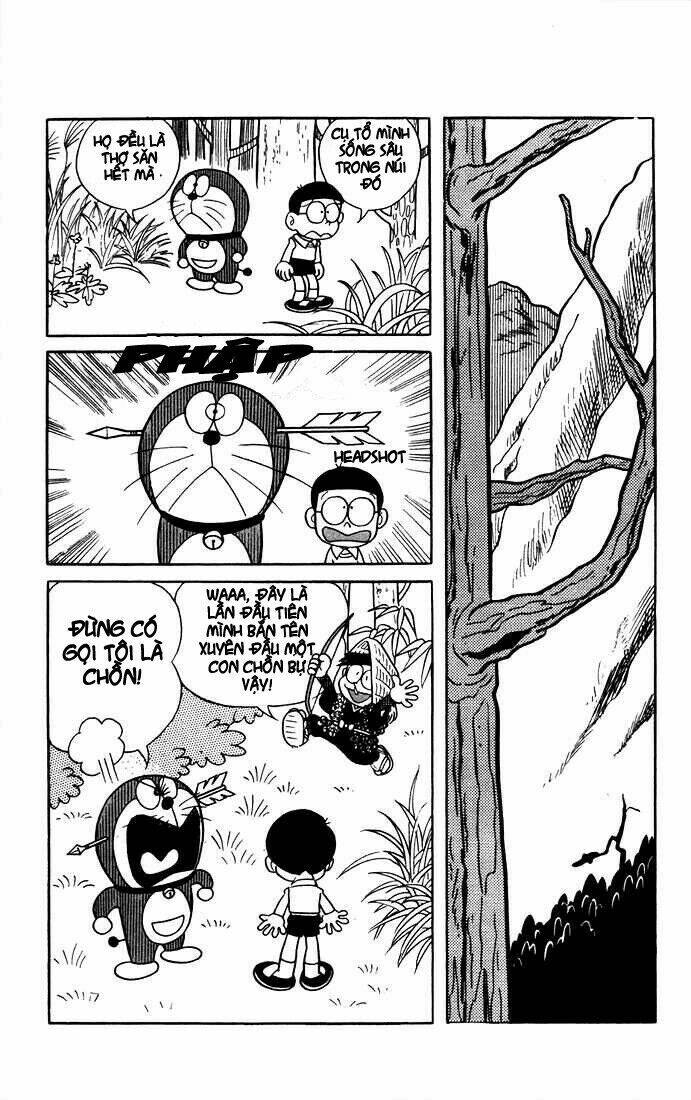 CỤ TỔ MÌNH
SỐNG SÂU
TRONG NÚI
ĐÓ
HỌ ĐỀU LÀ
THỢ SĂN
HẾT MÀ.
PHẬP
HEADSHOT
WAAA, ĐÂY LÀ
LẦN ĐẦU TIÊN
MÌNH BẮN TÊN
XUYÊN ĐẦU MỘT
CON CHỒN BỰ
VẬY!
ĐỪNG CÓ
GỌI TÔI LÀ
CHỒN!